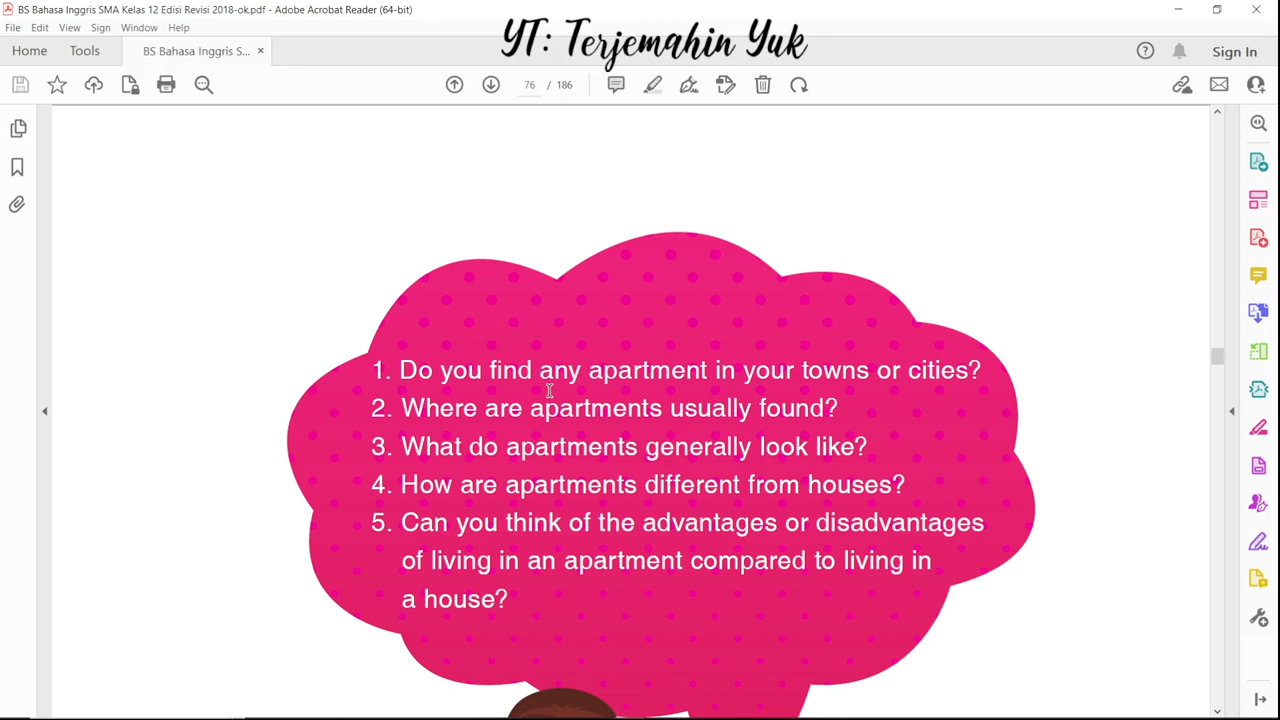 BS Bahasa Inggris SMA Kelas 12 Edisi Revisi 2018-ok.pdf - Adobe Acrobat Reader (64-bit)
File Edit View Sign Window Help
YT: Terjemahin Yuk
Home Tools BS Bahasa Inggris S... Sign In
76 / 186
1. Do you find any apartment in your towns or cities?
2. Where are apartments usually found?
3. What do apartments generally look like?
4. How are apartments different from houses?
5. Can you think of the advantages or disadvantages
of living in an apartment compared to living in
a house?